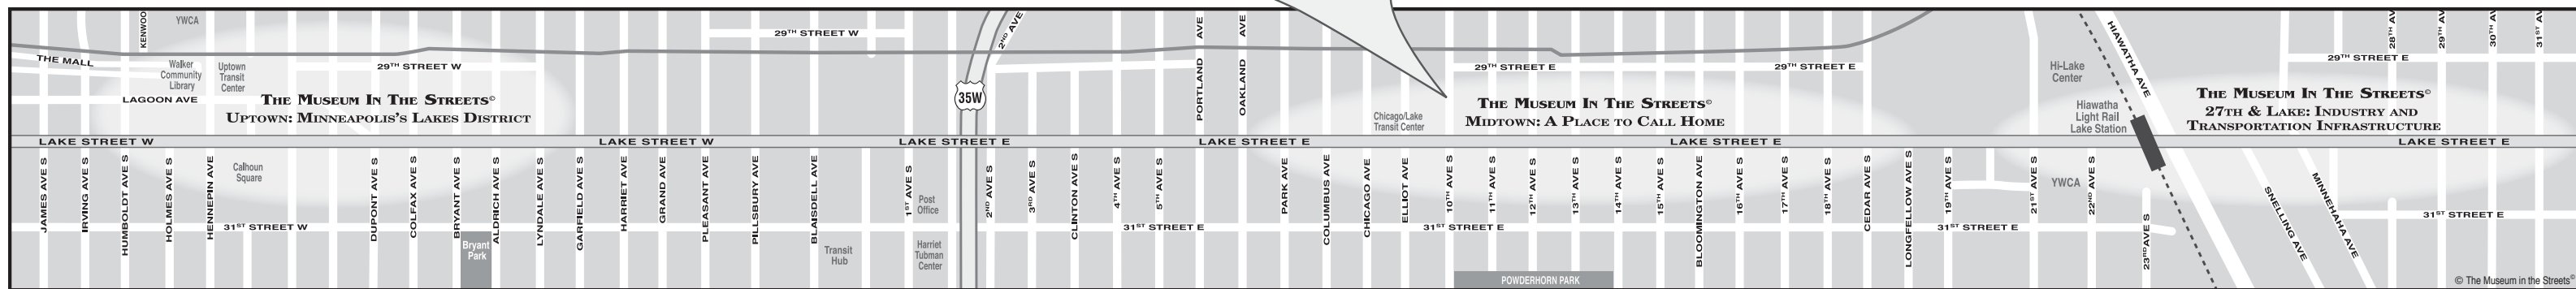 YWCA
KENWOO
THE MALL
Walker
Community
Library
Uptown
Transit
Center
29TH STREET W
LAGOON AVE
THE MUSEUM IN THE STREETS©
UPTOWN: MINNEAPOLIS'S LAKES DISTRICT
29TH STREET W
2ND AVE
35W
PORTLAND AVE
OAKLAND AVE
Chicago/Lake
Transit Center
29TH STREET E
29TH STREET E
THE MUSEUM IN THE STREETS©
MIDTOWN: A PLACE TO CALL HOME
Hi-Lake
Center
Hiawatha
Light Rail
Lake Station
HIAWATHA AVE
28TH AV
29TH AV
30TH AV
31ST
29TH STREET E
THE MUSEUM IN THE STREETS©
27TH & LAKE: INDUSTRY AND
TRANSPORTATION INFRASTRUCTURE
LAKE STREET W
LAKE STREET W
LAKE STREET E
LAKE STREET E
LAKE STREET E
LAKE STREET E
JAMES AVE S
IRVING AVE S
HUMBOLDT AVE S
HOLMES AVE S
HENNEPIN AVE
Calhoun
Square
DUPONT AVE S
COLFAX AVE S
BRYANT AVE S
ALDRICH AVE S
LYNDALE AVE S
GARFIELD AVE S
HARRIET AVE
GRAND AVE
PLEASANT AVE
PILLSBURY AVE
BLAISDELL AVE
1ST AVE S
Post
Office
2ND AVE S
3RD AVE S
CLINTON AVE S
4TH AVE S
5TH AVE S
PARK AVE
COLUMBUS AVE
CHICAGO AVE
ELLIOT AVE
10TH AVE S
11TH AVE S
12TH AVE S
13TH AVE S
14TH AVE S
15TH AVE S
BLOOMINGTON AVE
16TH AVE S
17TH AVE S
18TH AVE S
CEDAR AVE S
LONGFELLOW AVE S
19TH AVE S
21ST AVE S
YWCA
22ND AVE S
23RD AVE S
SNELLING AVE
MINNEHAHA AVE
31ST STREET W
31ST STREET E
31ST STREET E
31ST STREET E
31ST STREET E
Bryant
Park
Transit
Hub
Harriet
Tubman
Center
POWDERHORN PARK
© The Museum in the Streets©